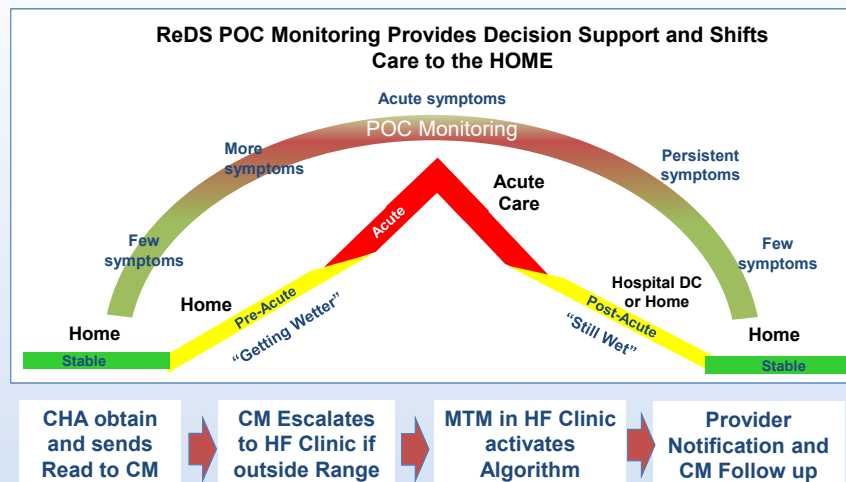 ReDS POC Monitoring Provides Decision Support and Shifts
Care to the HOME
Acute symptoms
POC Monitoring
More
symptoms
Persistent
symptoms
Acute
Care
Acute
Few
symptoms
Few
symptoms
Home
Pre-Acute
"Getting Wetter"
Hospital DC
or Home
Post-Acute
"Still Wet"
Home
Stable
Home
Stable
CHA obtain
and sends
Read to CM
CM Escalates
to HF Clinic if
outside Range
MTM in HF Clinic
activates
Algorithm
Provider
Notification and
CM Follow up